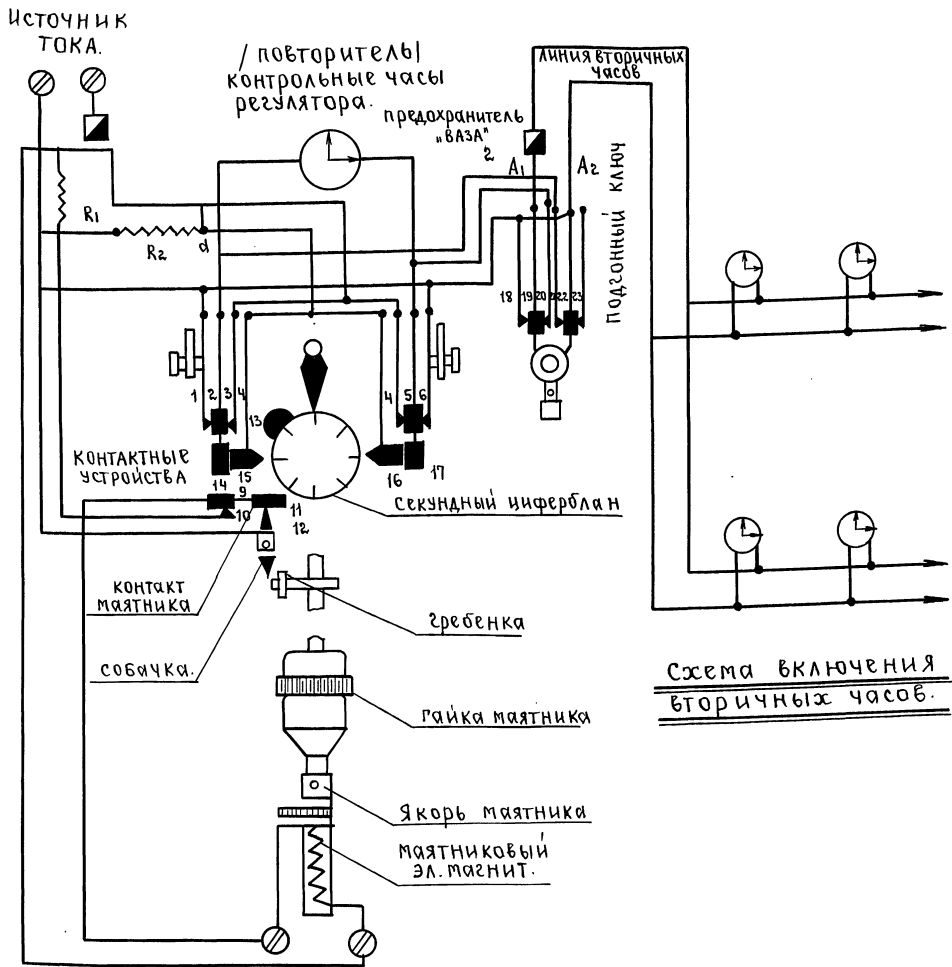 Источник
тока.
/повторитель/
контрольные часы
регулятора.
предохранитель
„ВАЗА"
2
линия вторичных
часов
A1
A2
подгонный ключ
R1
R2
d
18
19
20
22
23
1
2
3
4
4
5
6
13
контактные
устройства
14
15
16
17
9
10
11
12
секундный циферблан
контакт
маятника
гребенка
собачка.
Схема включения
вторичных часов.
гайка маятника
Якорь маятника
маятниковый
эл. магнит.